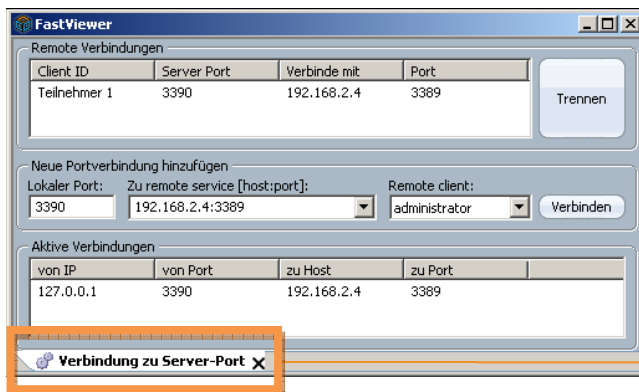 FastViewer
Remote Verbindungen
Client ID Server Port Verbinde mit Port
Teilnehmer 1 3390 192.168.2.4 3389
Trennen
Neue Portverbindung hinzufügen
Lokaler Port: Zu remote service [host:port]: Remote client:
3390 192.168.2.4:3389 administrator Verbinden
Aktive Verbindungen
von IP von Port zu Host zu Port
127.0.0.1 3390 192.168.2.4 3389
Verbindung zu Server-Port